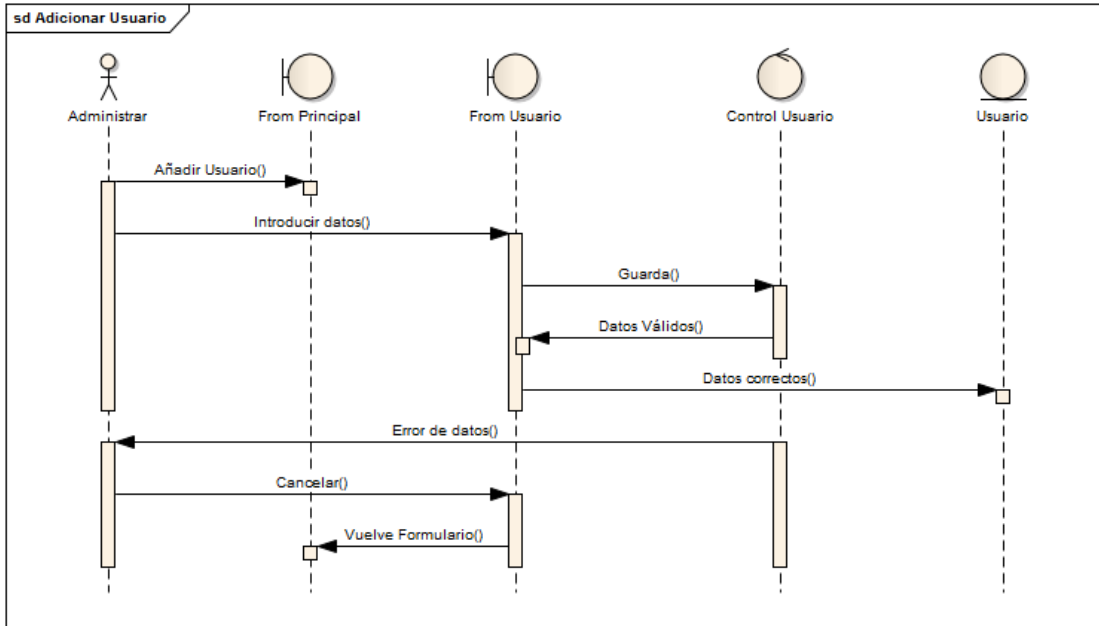 sd Adicionar Usuario
Administrar
From Principal
From Usuario
Control Usuario
Usuario
Añadir Usuario()
Introducir datos()
Guarda()
Datos Válidos()
Datos correctos()
Error de datos()
Cancelar()
Vuelve Formulario()